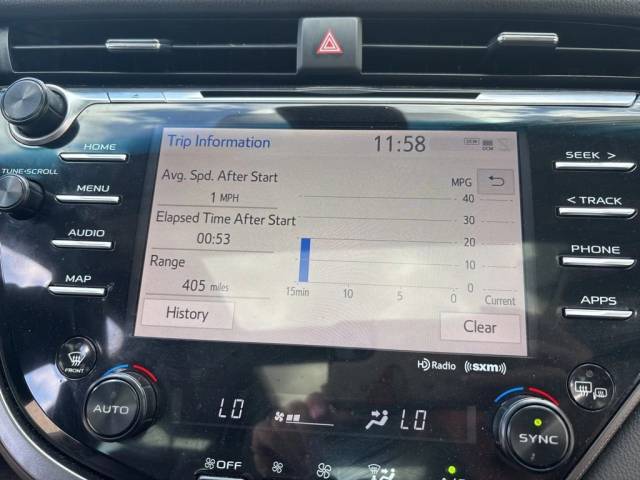 HOME
TUNE•SCROLL
MENU
AUDIO
MAP
FRONT
Trip Information
11:58
DCM
Avg. Spd. After Start
1 MPH
Elapsed Time After Start
00:53
Range
405 miles
History
MPG
40
30
20
10
0
15min 10 5 0 Current
Clear
SEEK >
< TRACK
PHONE
APPS
HD Radio ((sxm))
AUTO
LO
LO
SYNC
OFF